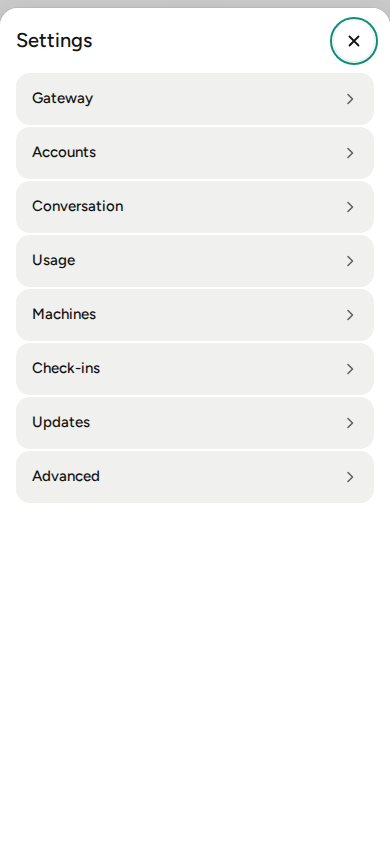 Settings
Gateway
Accounts
Conversation
Usage
Machines
Check-ins
Updates
Advanced